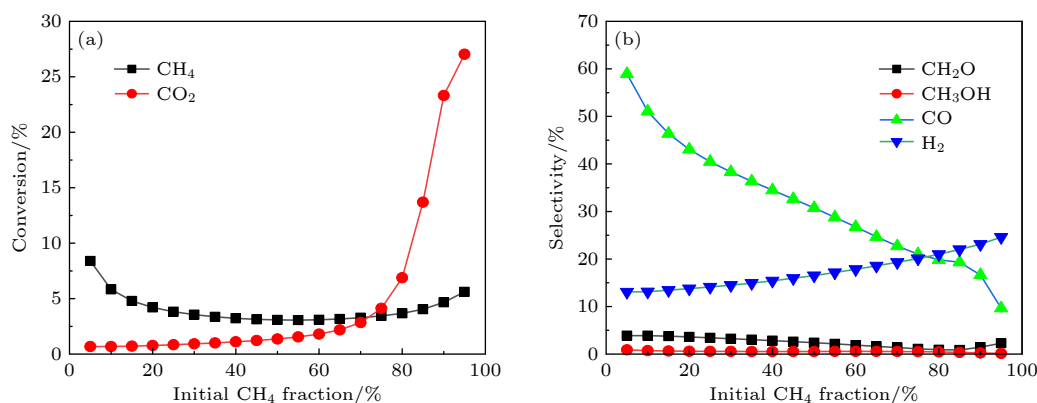 (a)
CH₄
CO₂
Conversion/%
30
25
20
15
10
5
0
0 20 40 60 80 100
Initial CH₄ fraction/%
(b)
CH₂O
CH₃OH
CO
H₂
Selectivity/%
70
60
50
40
30
20
10
0
0 20 40 60 80 100
Initial CH₄ fraction/%